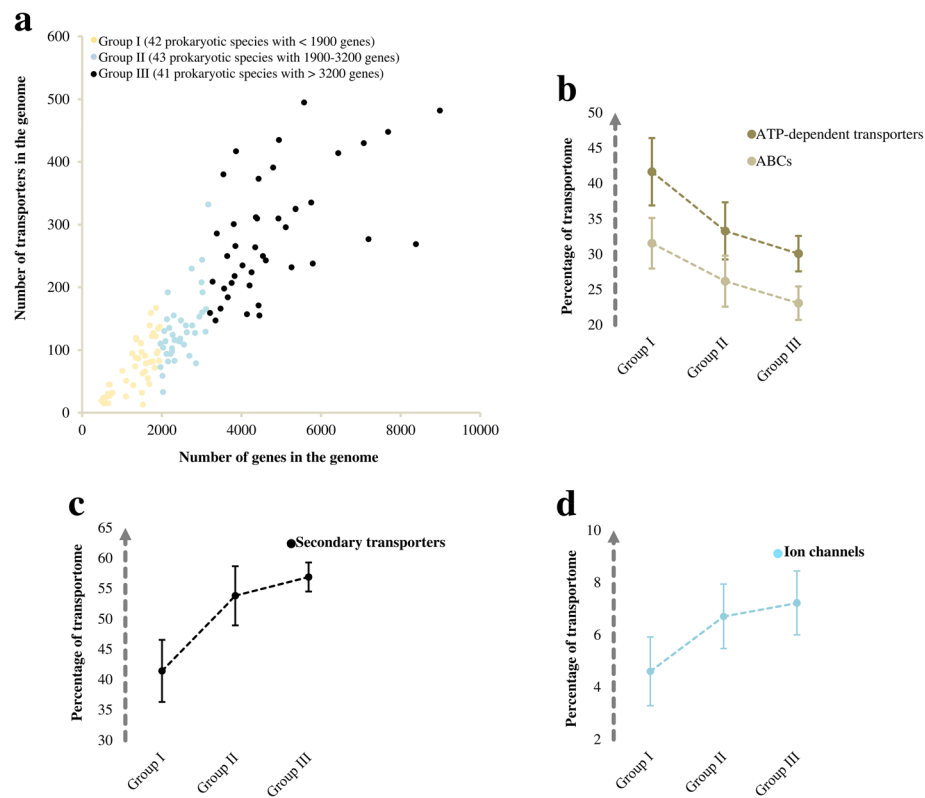 a
600
500
400
300
200
100
0
Number of transporters in the genome
Group I (42 prokaryotic species with < 1900 genes)
Group II (43 prokaryotic species with 1900-3200 genes)
Group III (41 prokaryotic species with > 3200 genes)
0 2000 4000 6000 8000 10000
Number of genes in the genome
b
50
45
40
35
30
25
20
Percentage of transportome
ATP-dependent transporters
ABCs
Group I Group II Group III
c
65
60
55
50
45
40
35
30
Percentage of transportome
Secondary transporters
Group I Group II Group III
d
10
8
6
4
2
Percentage of transportome
Ion channels
Group I Group II Group III